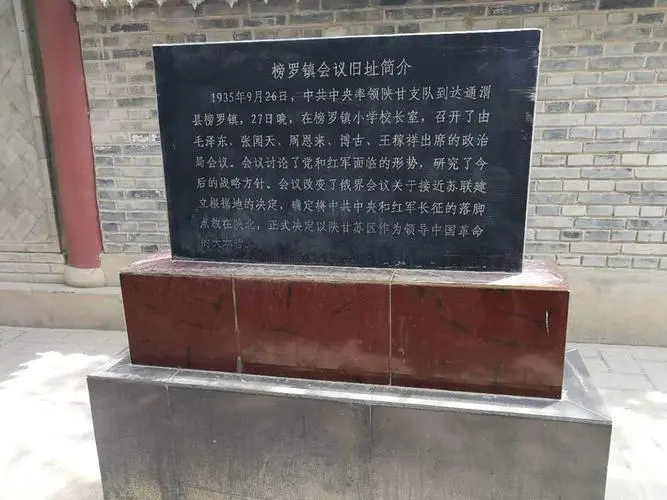 榜罗镇会议旧址简介
1935年9月26日，中共中央率领陕甘支队到达通渭
县榜罗镇，27日晚，在榜罗镇小学校长室，召开了由
毛泽东、张闻天、周恩来、博古、王稼祥出席的政治
局会议。会议讨论了党和红军面临的形势，研究了今
后的战略方针。会议改变了俄界会议关于接近苏联建
立根据地的决定，确定将中共中央和红军长征的落脚
点放在陕北，正式决定以陕甘苏区作为领导中国革命
的大本营。